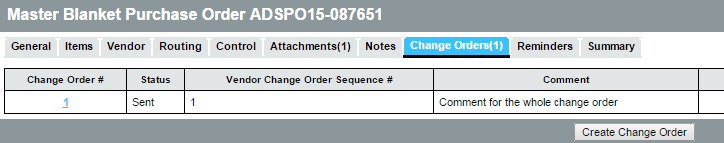 Master Blanket Purchase Order ADSPO15-087651
General Items Vendor Routing Control Attachments(1) Notes Change Orders(1) Reminders Summary
Change Order # Status Vendor Change Order Sequence # Comment
1 Sent 1 Comment for the whole change order
Create Change Order